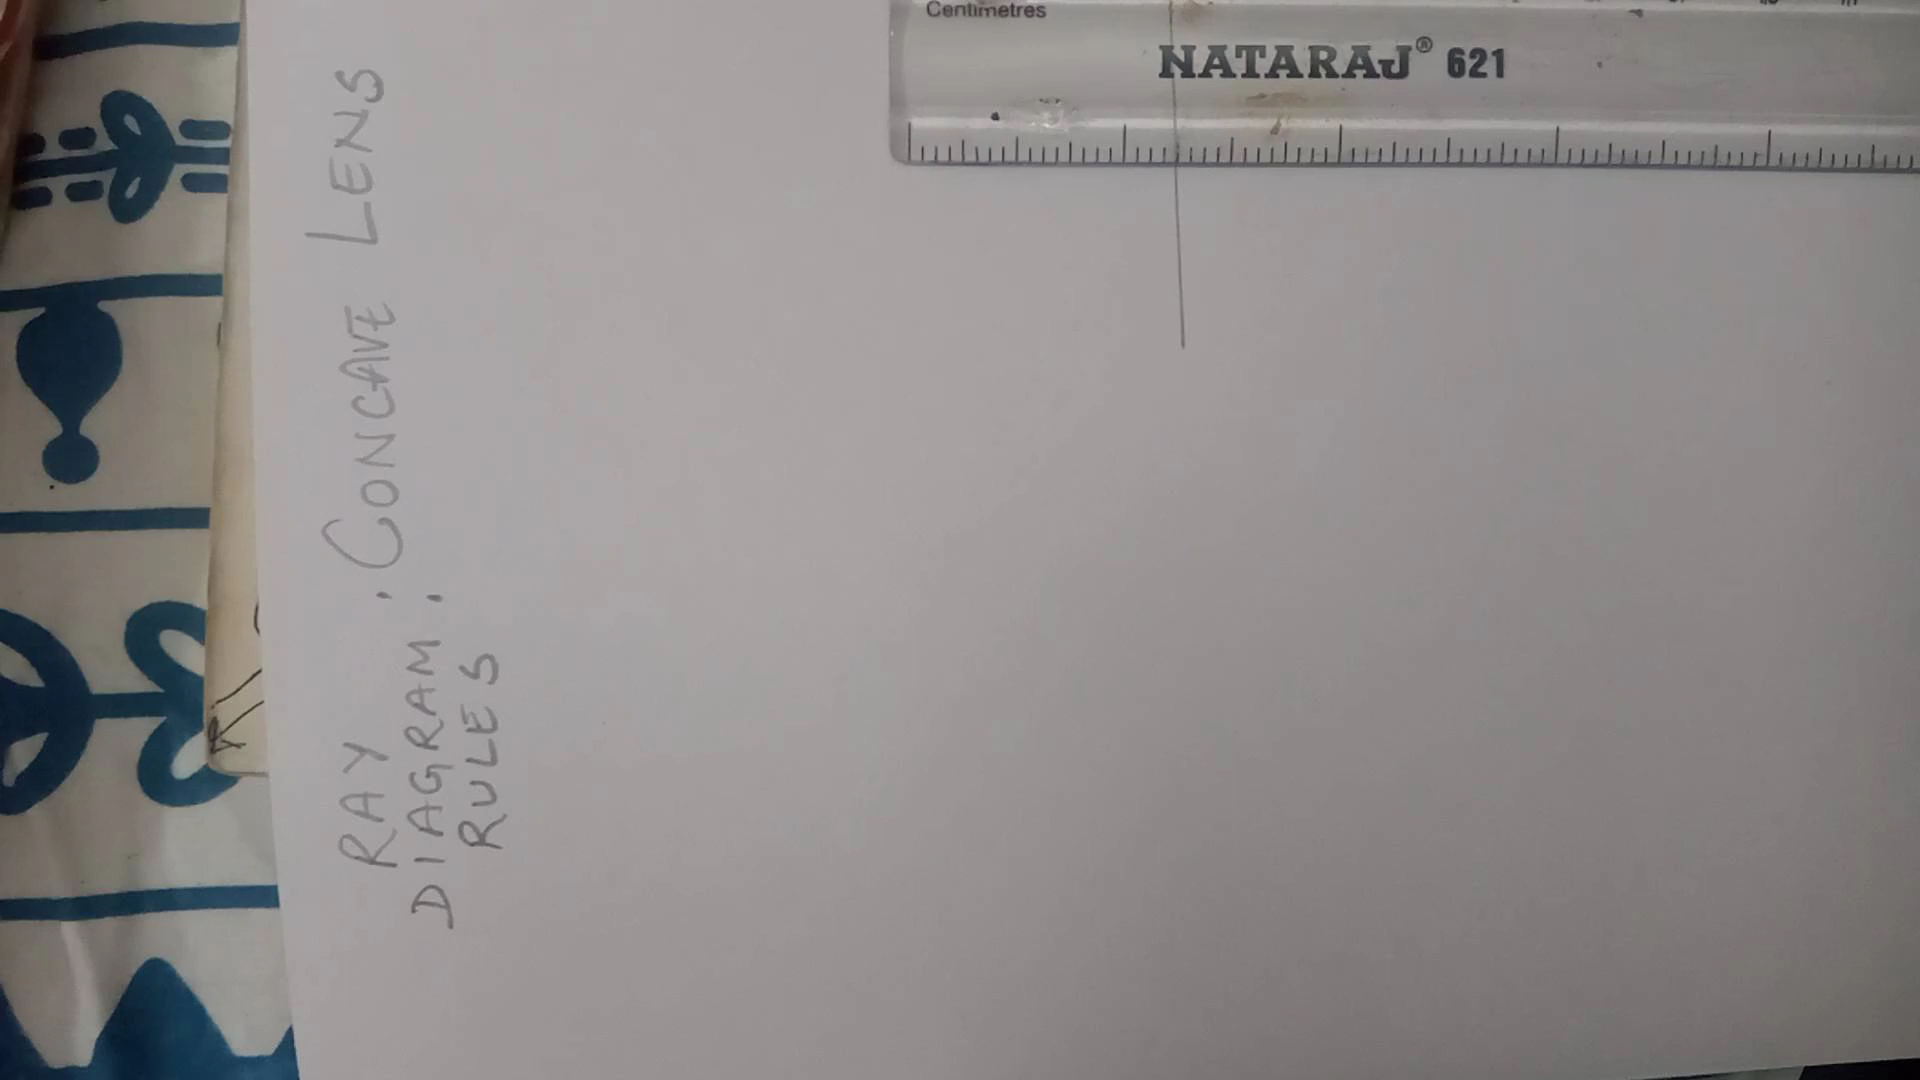 RAY : CONCAVE LENS
DIAGRAM :
RULES
Centimetres
NATARAJ® 621